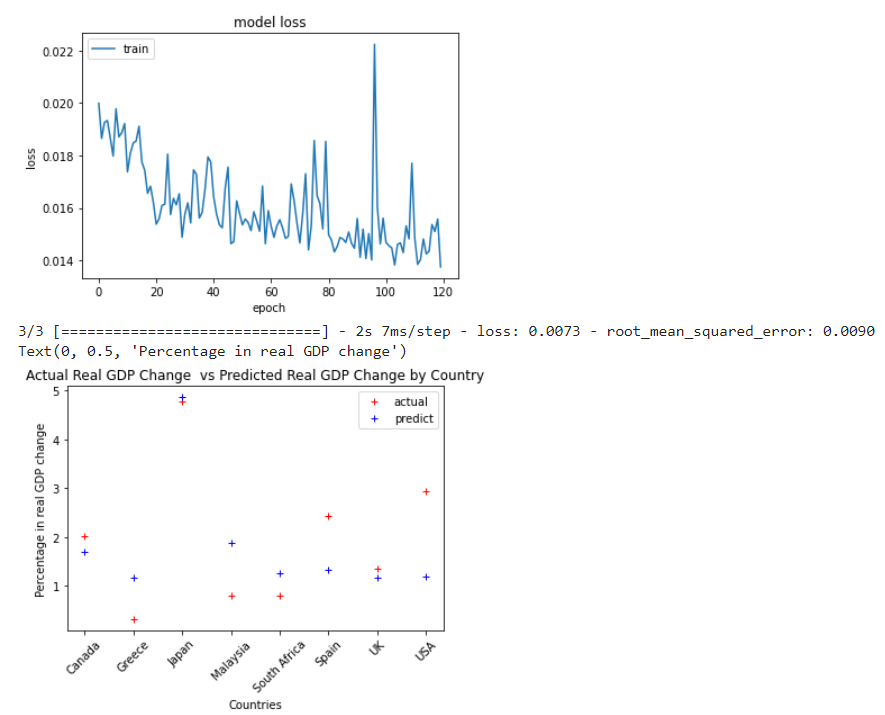 model loss
train
0.022
0.020
0.018
0.016
0.014
loss
0 20 40 60 80 100 120
epoch
3/3 [==============================] - 2s 7ms/step - loss: 0.0073 - root_mean_squared_error: 0.0090
Text(0, 0.5, 'Percentage in real GDP change')
Actual Real GDP Change  vs Predicted Real GDP Change by Country
actual
predict
5
4
3
2
1
Percentage in real GDP change
Canada Greece Japan Malaysia South Africa Spain UK USA
Countries